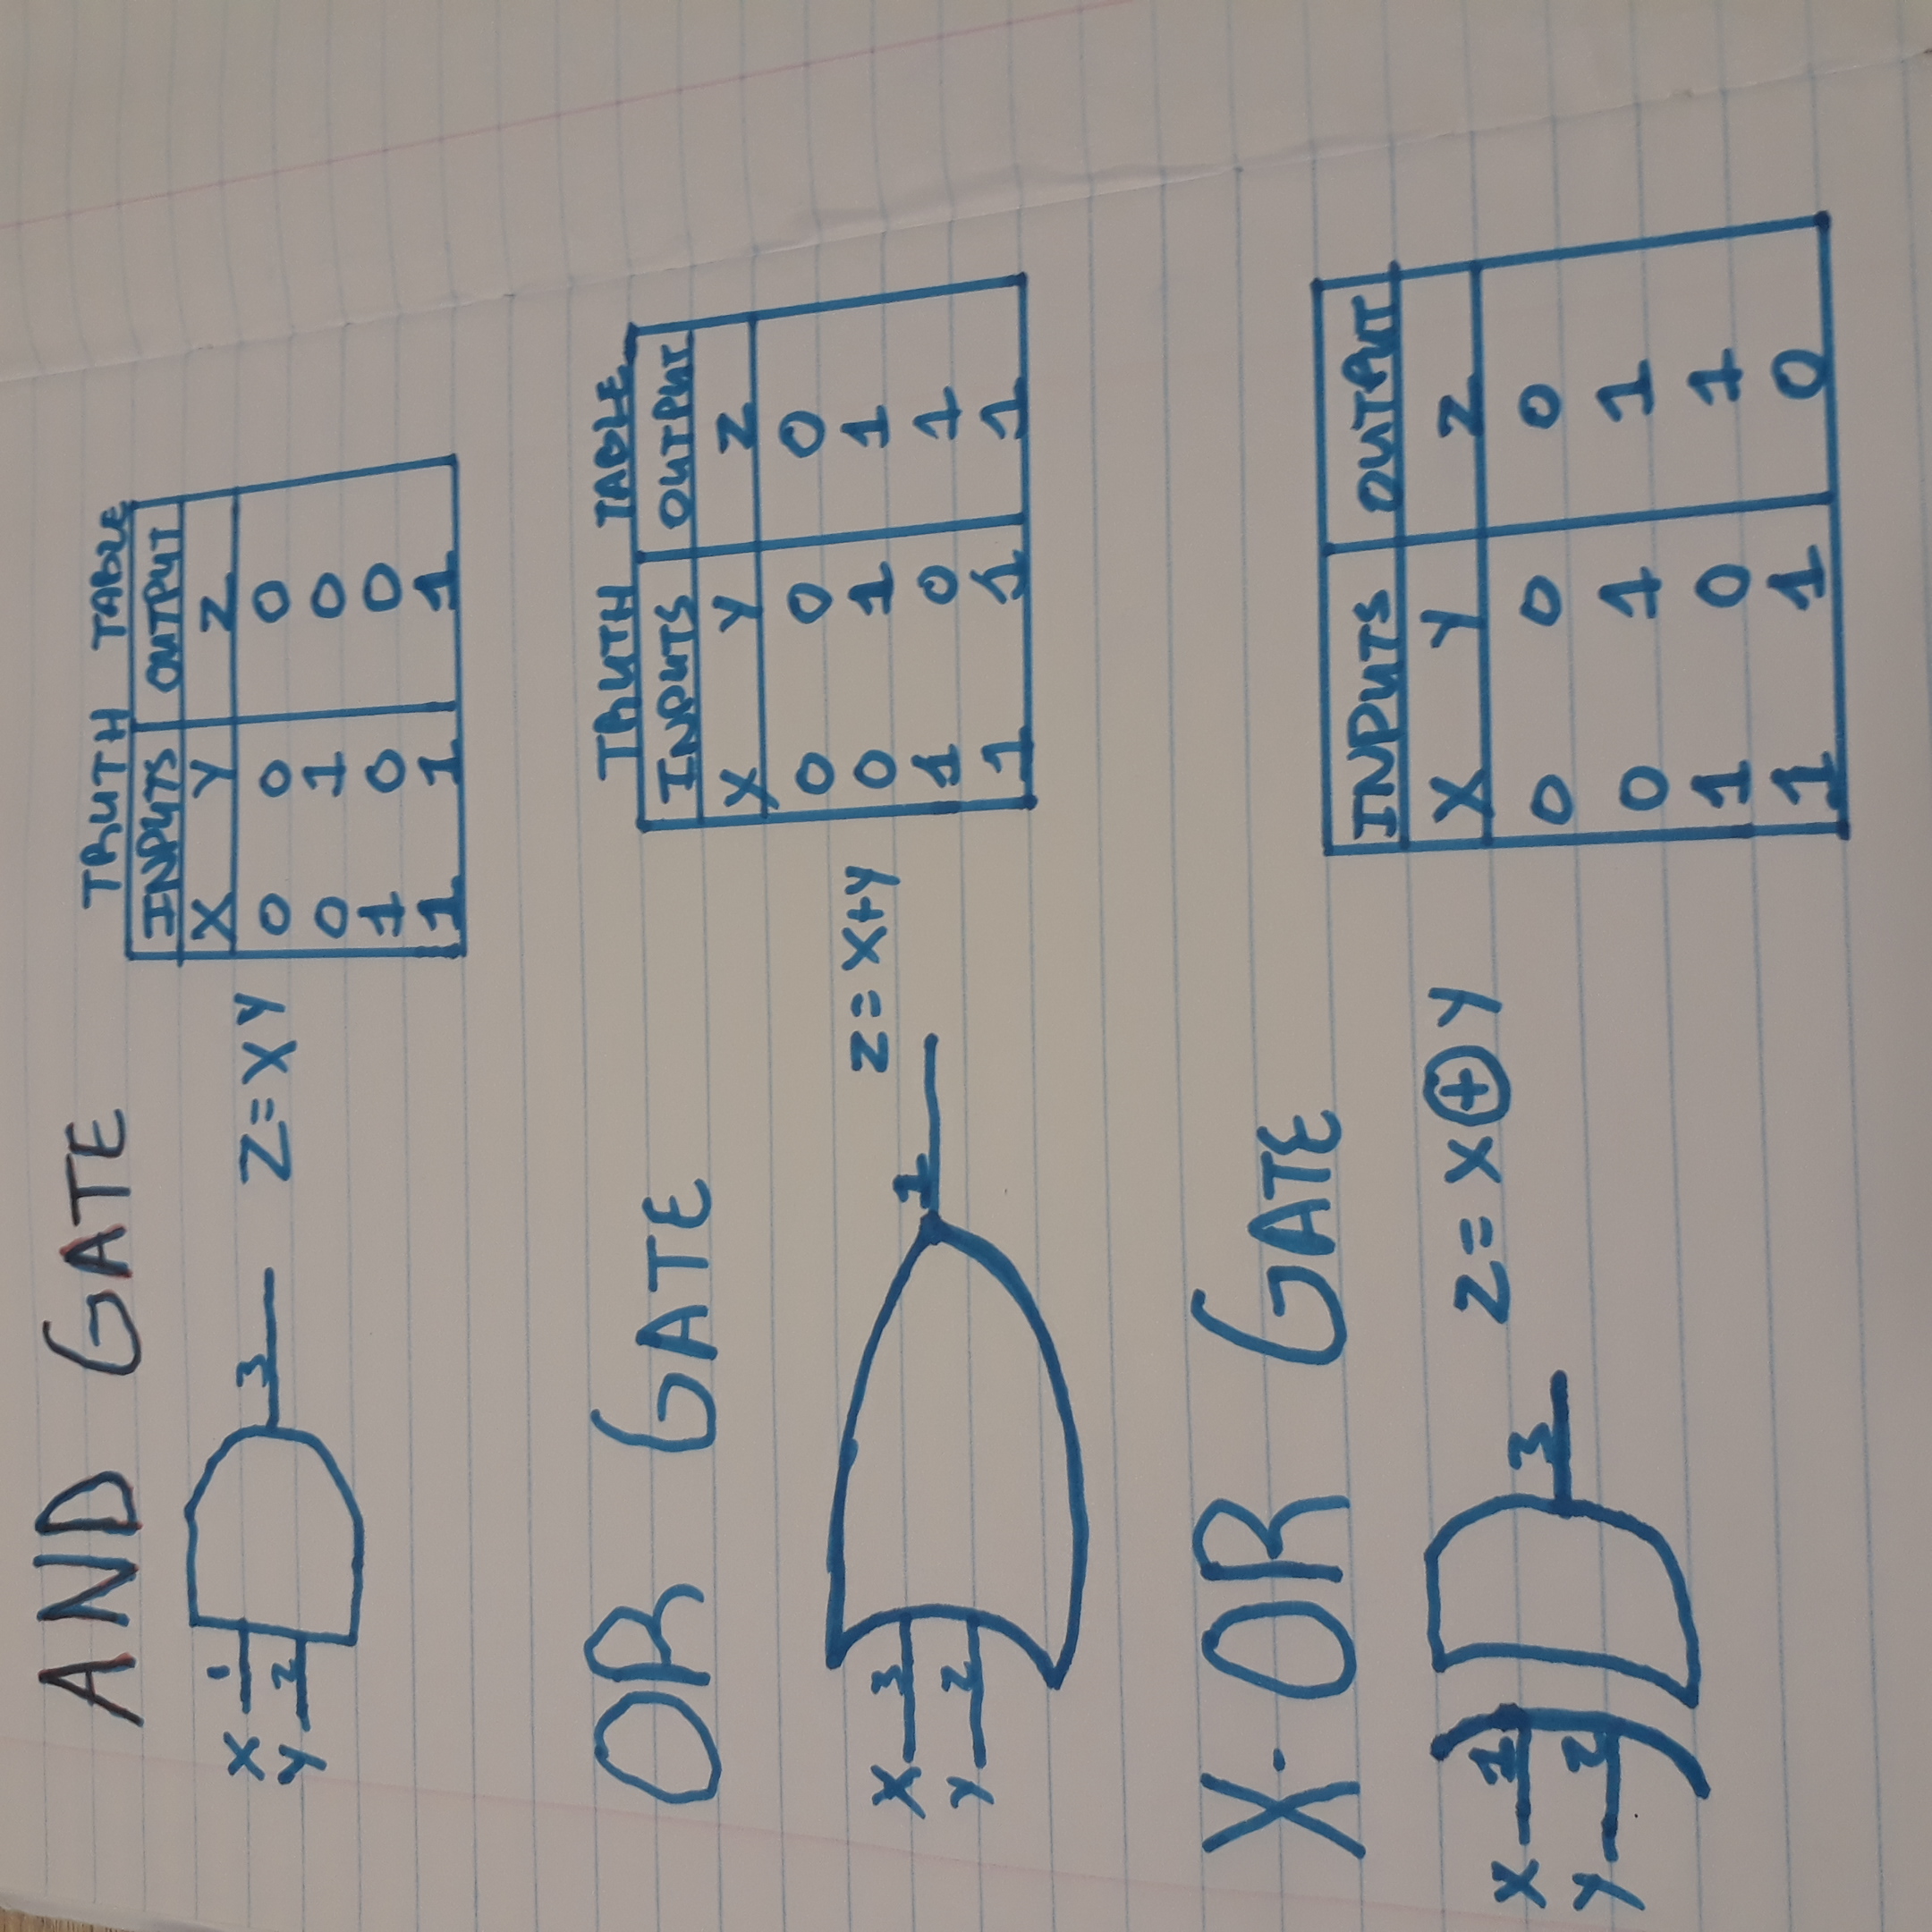 AND GATE
X 1
Y 2
3
Z = X Y
TRUTH TABLE
INPUTS OUTPUT
X Y Z
0 0 0
0 1 0
1 0 0
1 1 1
OR GATE
X 3
Y 2
1
Z = X+Y
TRUTH TABLE
INPUTS OUTPUT
X Y Z
0 0 0
0 1 1
1 0 1
1 1 1
X-OR GATE
X 1
Y 2
3
Z = X ⊕ Y
INPUTS OUTPUT
X Y Z
0 0 0
0 1 1
1 0 1
1 1 0